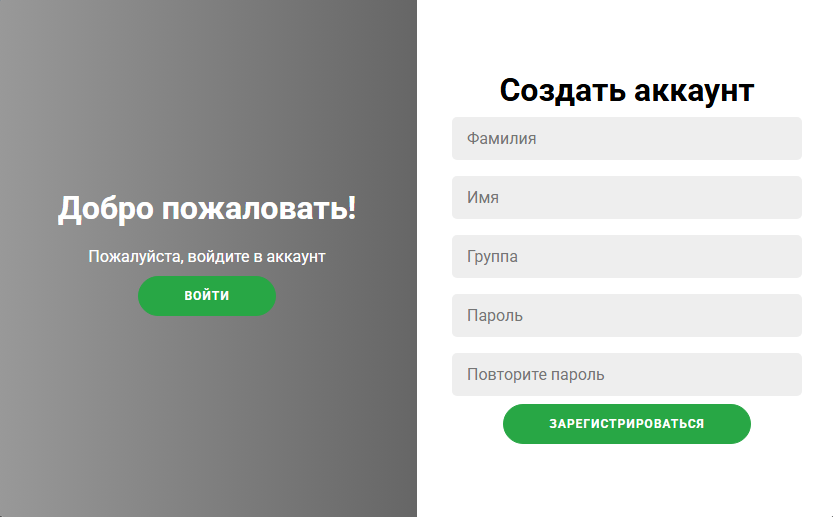 Добро пожаловать!
Пожалуйста, войдите в аккаунт
ВОЙТИ
Создать аккаунт
Фамилия
Имя
Группа
Пароль
Повторите пароль
ЗАРЕГИСТРИРОВАТЬСЯ